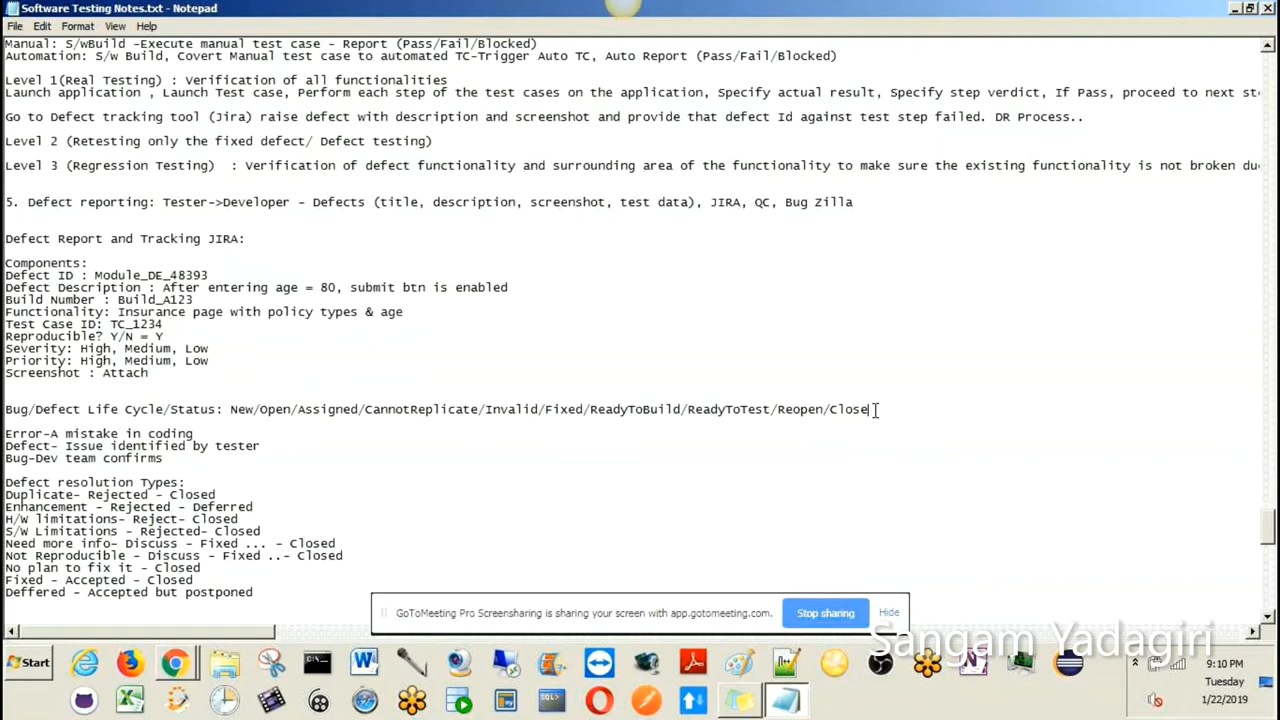 Software Testing Notes.txt - Notepad
File Edit Format View Help
Manual: S/wBuild -Execute manual test case - Report (Pass/Fail/Blocked)
Automation: S/w Build, Covert Manual test case to automated TC-Trigger Auto TC, Auto Report (Pass/Fail/Blocked)
Level 1(Real Testing) : Verification of all functionalities
Launch application , Launch Test case, Perform each step of the test cases on the application, Specify actual result, Specify step verdict, If Pass, proceed to next
Go to Defect tracking tool (Jira) raise defect with description and screenshot and provide that defect Id against test step failed. DR Process..
Level 2 (Retesting only the fixed defect/ Defect testing)
Level 3 (Regression Testing) : Verification of defect functionality and surrounding area of the functionality to make sure the existing functionality is not broken
5. Defect reporting: Tester->Developer - Defects (title, description, screenshot, test data), JIRA, QC, Bug Zilla
Defect Report and Tracking JIRA:
Components:
Defect ID : Module_DE_48393
Defect Description : After entering age = 80, submit btn is enabled
Build Number : Build_A123
Functionality: Insurance page with policy types & age
Test Case ID: TC_1234
Reproducible? Y/N = Y
Severity: High, Medium, Low
Priority: High, Medium, Low
Screenshot : Attach
Bug/Defect Life Cycle/Status: New/Open/Assigned/CannotReplicate/Invalid/Fixed/ReadyToBuild/ReadyToTest/Reopen/Close
Error-A mistake in coding
Defect- Issue identified by tester
Bug-Dev team confirms
Defect resolution Types:
Duplicate- Rejected - Closed
Enhancement - Rejected - Deferred
H/W limitations- Reject- Closed
S/W Limitations - Rejected- Closed
Need more info- Discuss - Fixed ... - Closed
Not Reproducible - Discuss - Fixed ..- Closed
No plan to fix it - Closed
Fixed - Accepted - Closed
Deffered - Accepted but postponed
GoToMeeting Pro Screensharing is sharing your screen with app.gotomeeting.com. Stop sharing Hide
Sangam Yadagiri
Start
9:10 PM
Tuesday
1/22/2019